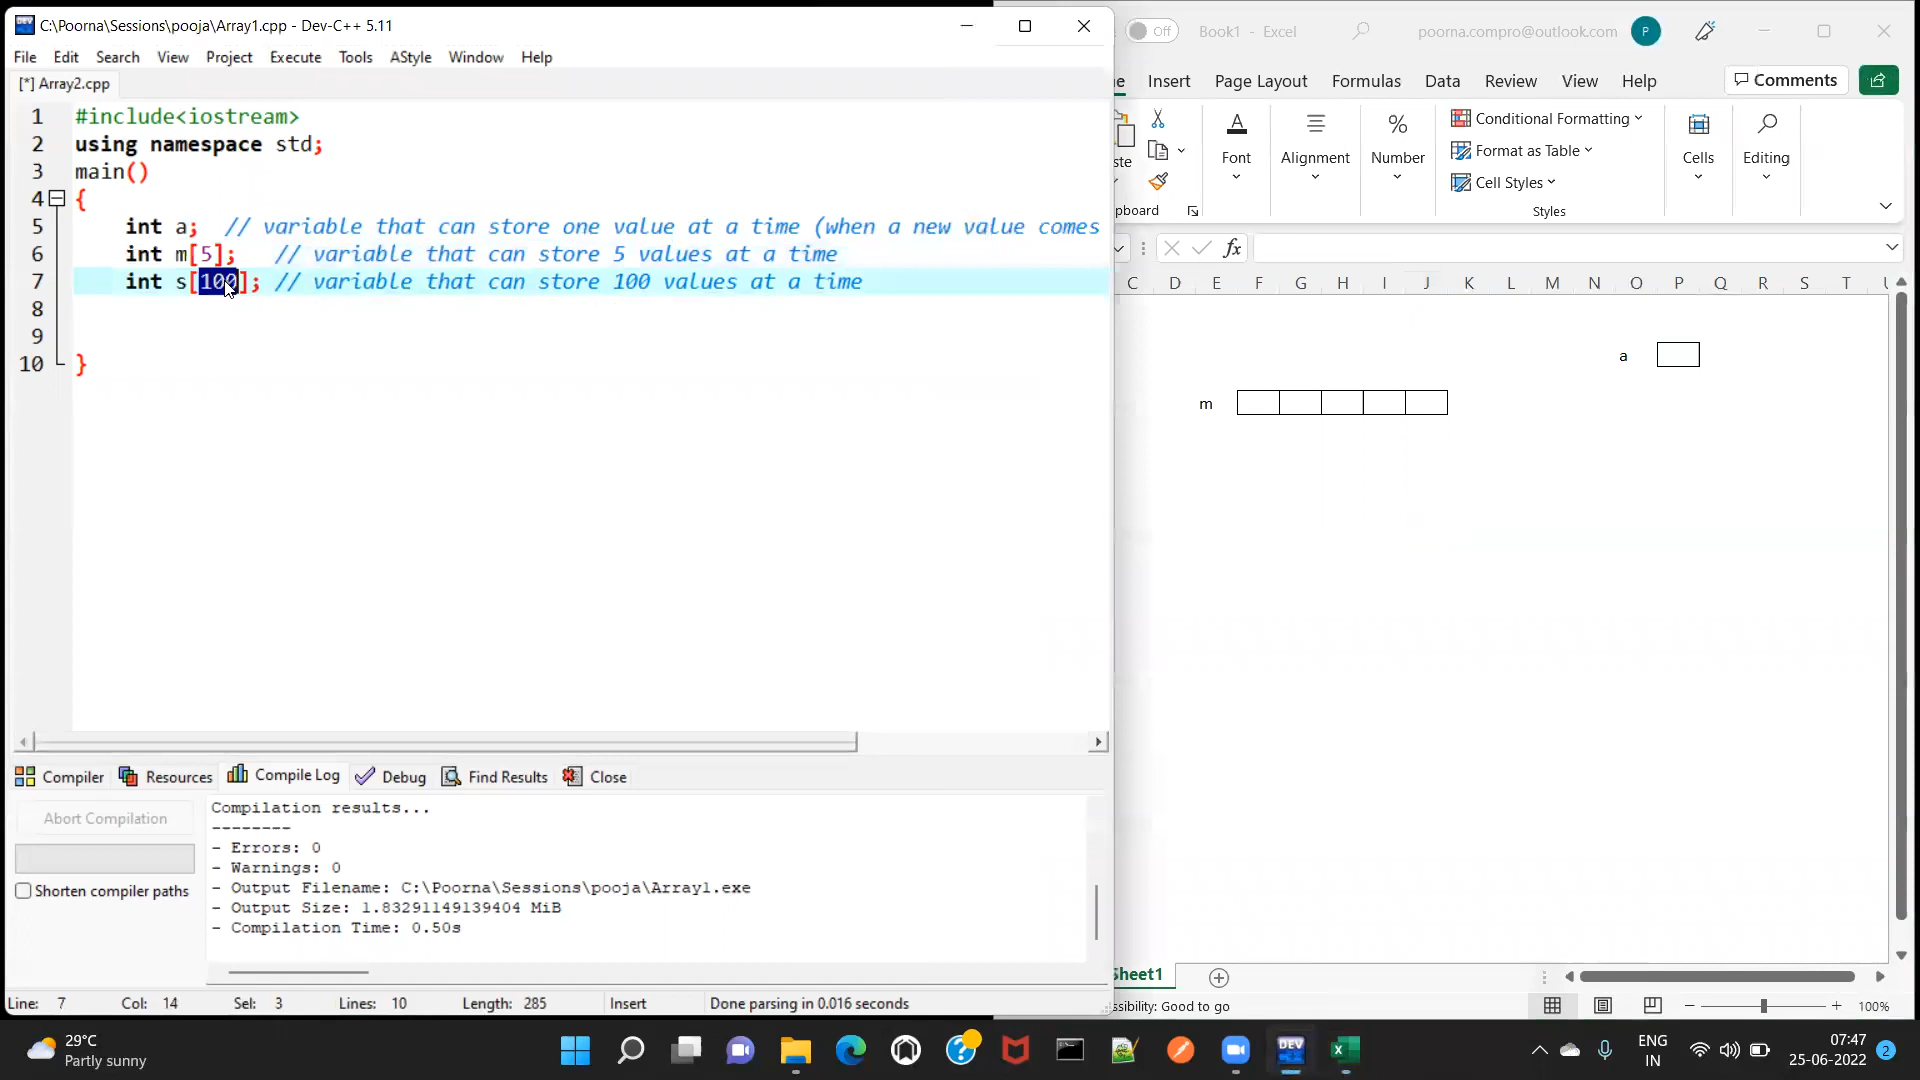 C:\Poorna\Sessions\pooja\Array1.cpp - Dev-C++ 5.11
File Edit Search View Project Execute Tools AStyle Window Help
[*] Array2.cpp
1 #include<iostream>
2 using namespace std;
3 main()
4 {
5 int a; // variable that can store one value at a time (when a new value comes
6 int m[5]; // variable that can store 5 values at a time
7 int s[100]; // variable that can store 100 values at a time
8
9
10 }
Compiler Resources Compile Log Debug Find Results Close
Abort Compilation
Shorten compiler paths
Compilation results...
--------
- Errors: 0
- Warnings: 0
- Output Filename: C:\Poorna\Sessions\pooja\Array1.exe
- Output Size: 1.83291149139404 MiB
- Compilation Time: 0.50s
Line: 7 Col: 14 Sel: 3 Lines: 10 Length: 285 Insert Done parsing in 0.016 seconds
Off Book1 - Excel poorna.compro@outlook.com P
ne Insert Page Layout Formulas Data Review View Help Comments
ste Font Alignment Number Conditional Formatting Format as Table Cell Styles Cells Editing
pboard Styles
fx
C D E F G H I J K L M N O P Q R S T U
a
m
Sheet1
ssibility: Good to go 100%
29°C
Partly sunny
DEV
ENG
IN
07:47
25-06-2022
2